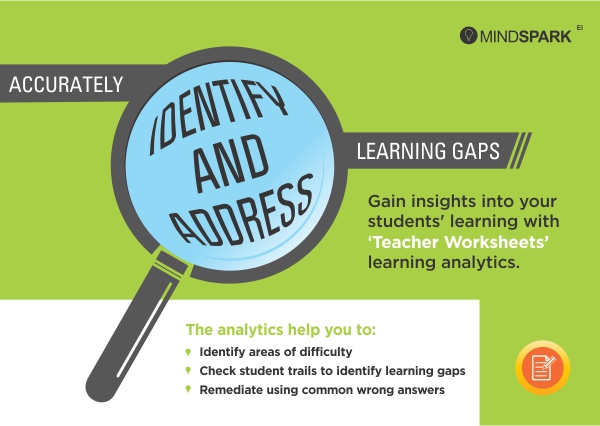 MINDSPARK EI
ACCURATELY
IDENTIFY
AND
ADDRESS
LEARNING GAPS
Gain insights into your
students' learning with
‘Teacher Worksheets’
learning analytics.
The analytics help you to:
Identify areas of difficulty
Check student trails to identify learning gaps
Remediate using common wrong answers